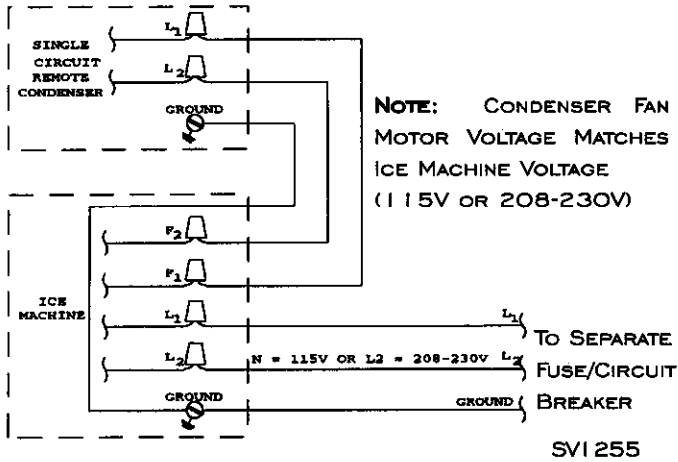 L1
SINGLE
CIRCUIT
REMOTE
CONDENSER
L2
GROUND
NOTE: CONDENSER FAN
MOTOR VOLTAGE MATCHES
ICE MACHINE VOLTAGE
(115V OR 208-230V)
F2
F1
ICE
MACHINE
L1
L1
TO SEPARATE
L2
N = 115V OR L2 = 208-230V
L2
FUSE/CIRCUIT
GROUND
GROUND
BREAKER
SV1255